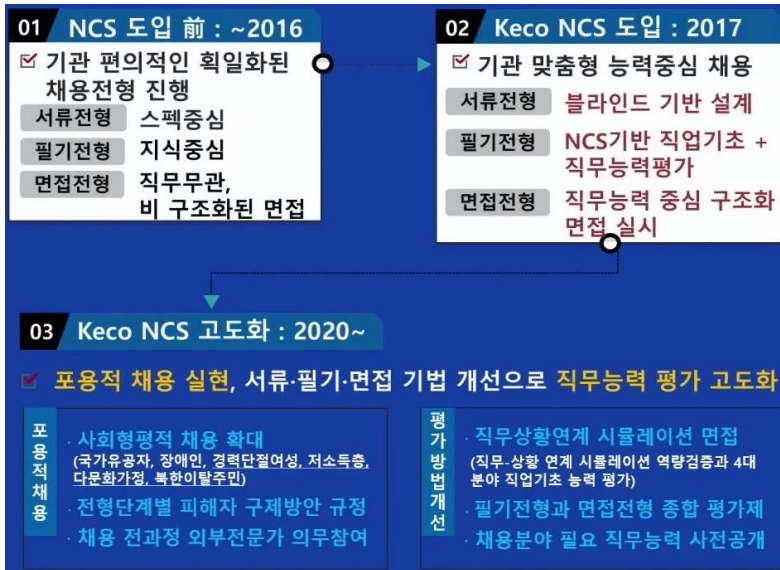 01 NCS 도입 前 : ~2016
기관 편의적인 획일화된
채용전형 진행
서류전형 스펙중심
필기전형 지식중심
면접전형 직무무관,
비 구조화된 면접
02 Keco NCS 도입 : 2017
기관 맞춤형 능력중심 채용
서류전형 블라인드 기반 설계
필기전형 NCS기반 직업기초 +
직무능력평가
면접전형 직무능력 중심 구조화
면접 실시
03 Keco NCS 고도화 : 2020~
포용적 채용 실현, 서류·필기·면접 기법 개선으로 직무능력 평가 고도화
포용적채용
· 사회형평적 채용 확대
(국가유공자, 장애인, 경력단절여성, 저소득층,
다문화가정, 북한이탈주민)
· 전형단계별 피해자 구제방안 규정
· 채용 전과정 외부전문가 의무참여
평가방법개선
· 직무상황연계 시뮬레이션 면접
(직무-상황 연계 시뮬레이션 역량검증과 4대
분야 직업기초 능력 평가)
· 필기전형과 면접전형 종합 평가제
· 채용분야 필요 직무능력 사전공개